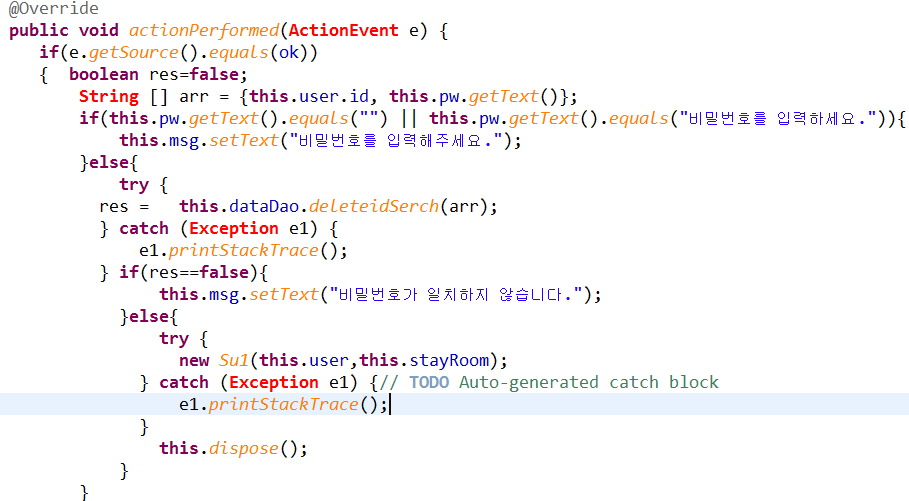 @Override
public void actionPerformed(ActionEvent e) {
if(e.getSource().equals(ok))
{  boolean res=false;
String [] arr = {this.user.id, this.pw.getText()};
if(this.pw.getText().equals("") || this.pw.getText().equals("비밀번호를 입력하세요.")){
this.msg.setText("비밀번호를 입력해주세요.");
}else{
try {
res =   this.dataDao.deleteidSerch(arr);
} catch (Exception e1) {
e1.printStackTrace();
} if(res==false){
this.msg.setText("비밀번호가 일치하지 않습니다.");
}else{
try {
new Su1(this.user,this.stayRoom);
} catch (Exception e1) {// TODO Auto-generated catch block
e1.printStackTrace();
}
this.dispose();
}
}